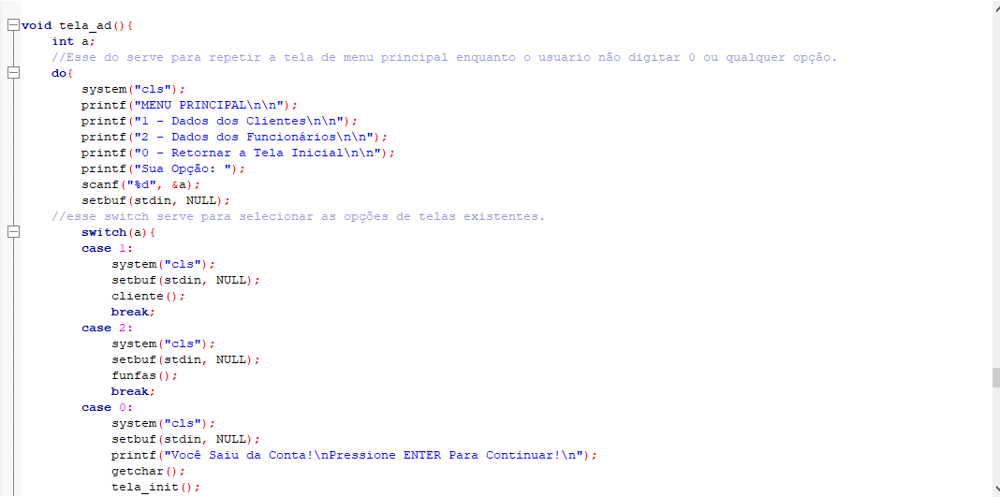 void tela_ad(){
int a;
//Esse do serve para repetir a tela de menu principal enquanto o usuario não digitar 0 ou qualquer opção.
do{
system("cls");
printf("MENU PRINCIPAL\n\n");
printf("1 - Dados dos Clientes\n\n");
printf("2 - Dados dos Funcionários\n\n");
printf("0 - Retornar a Tela Inicial\n\n");
printf("Sua Opção: ");
scanf("%d", &a);
setbuf(stdin, NULL);
//esse switch serve para selecionar as opções de telas existentes.
switch(a){
case 1:
system("cls");
setbuf(stdin, NULL);
cliente();
break;
case 2:
system("cls");
setbuf(stdin, NULL);
funfas();
break;
case 0:
system("cls");
setbuf(stdin, NULL);
printf("Você Saiu da Conta!\nPressione ENTER Para Continuar!\n");
getchar();
tela_init();